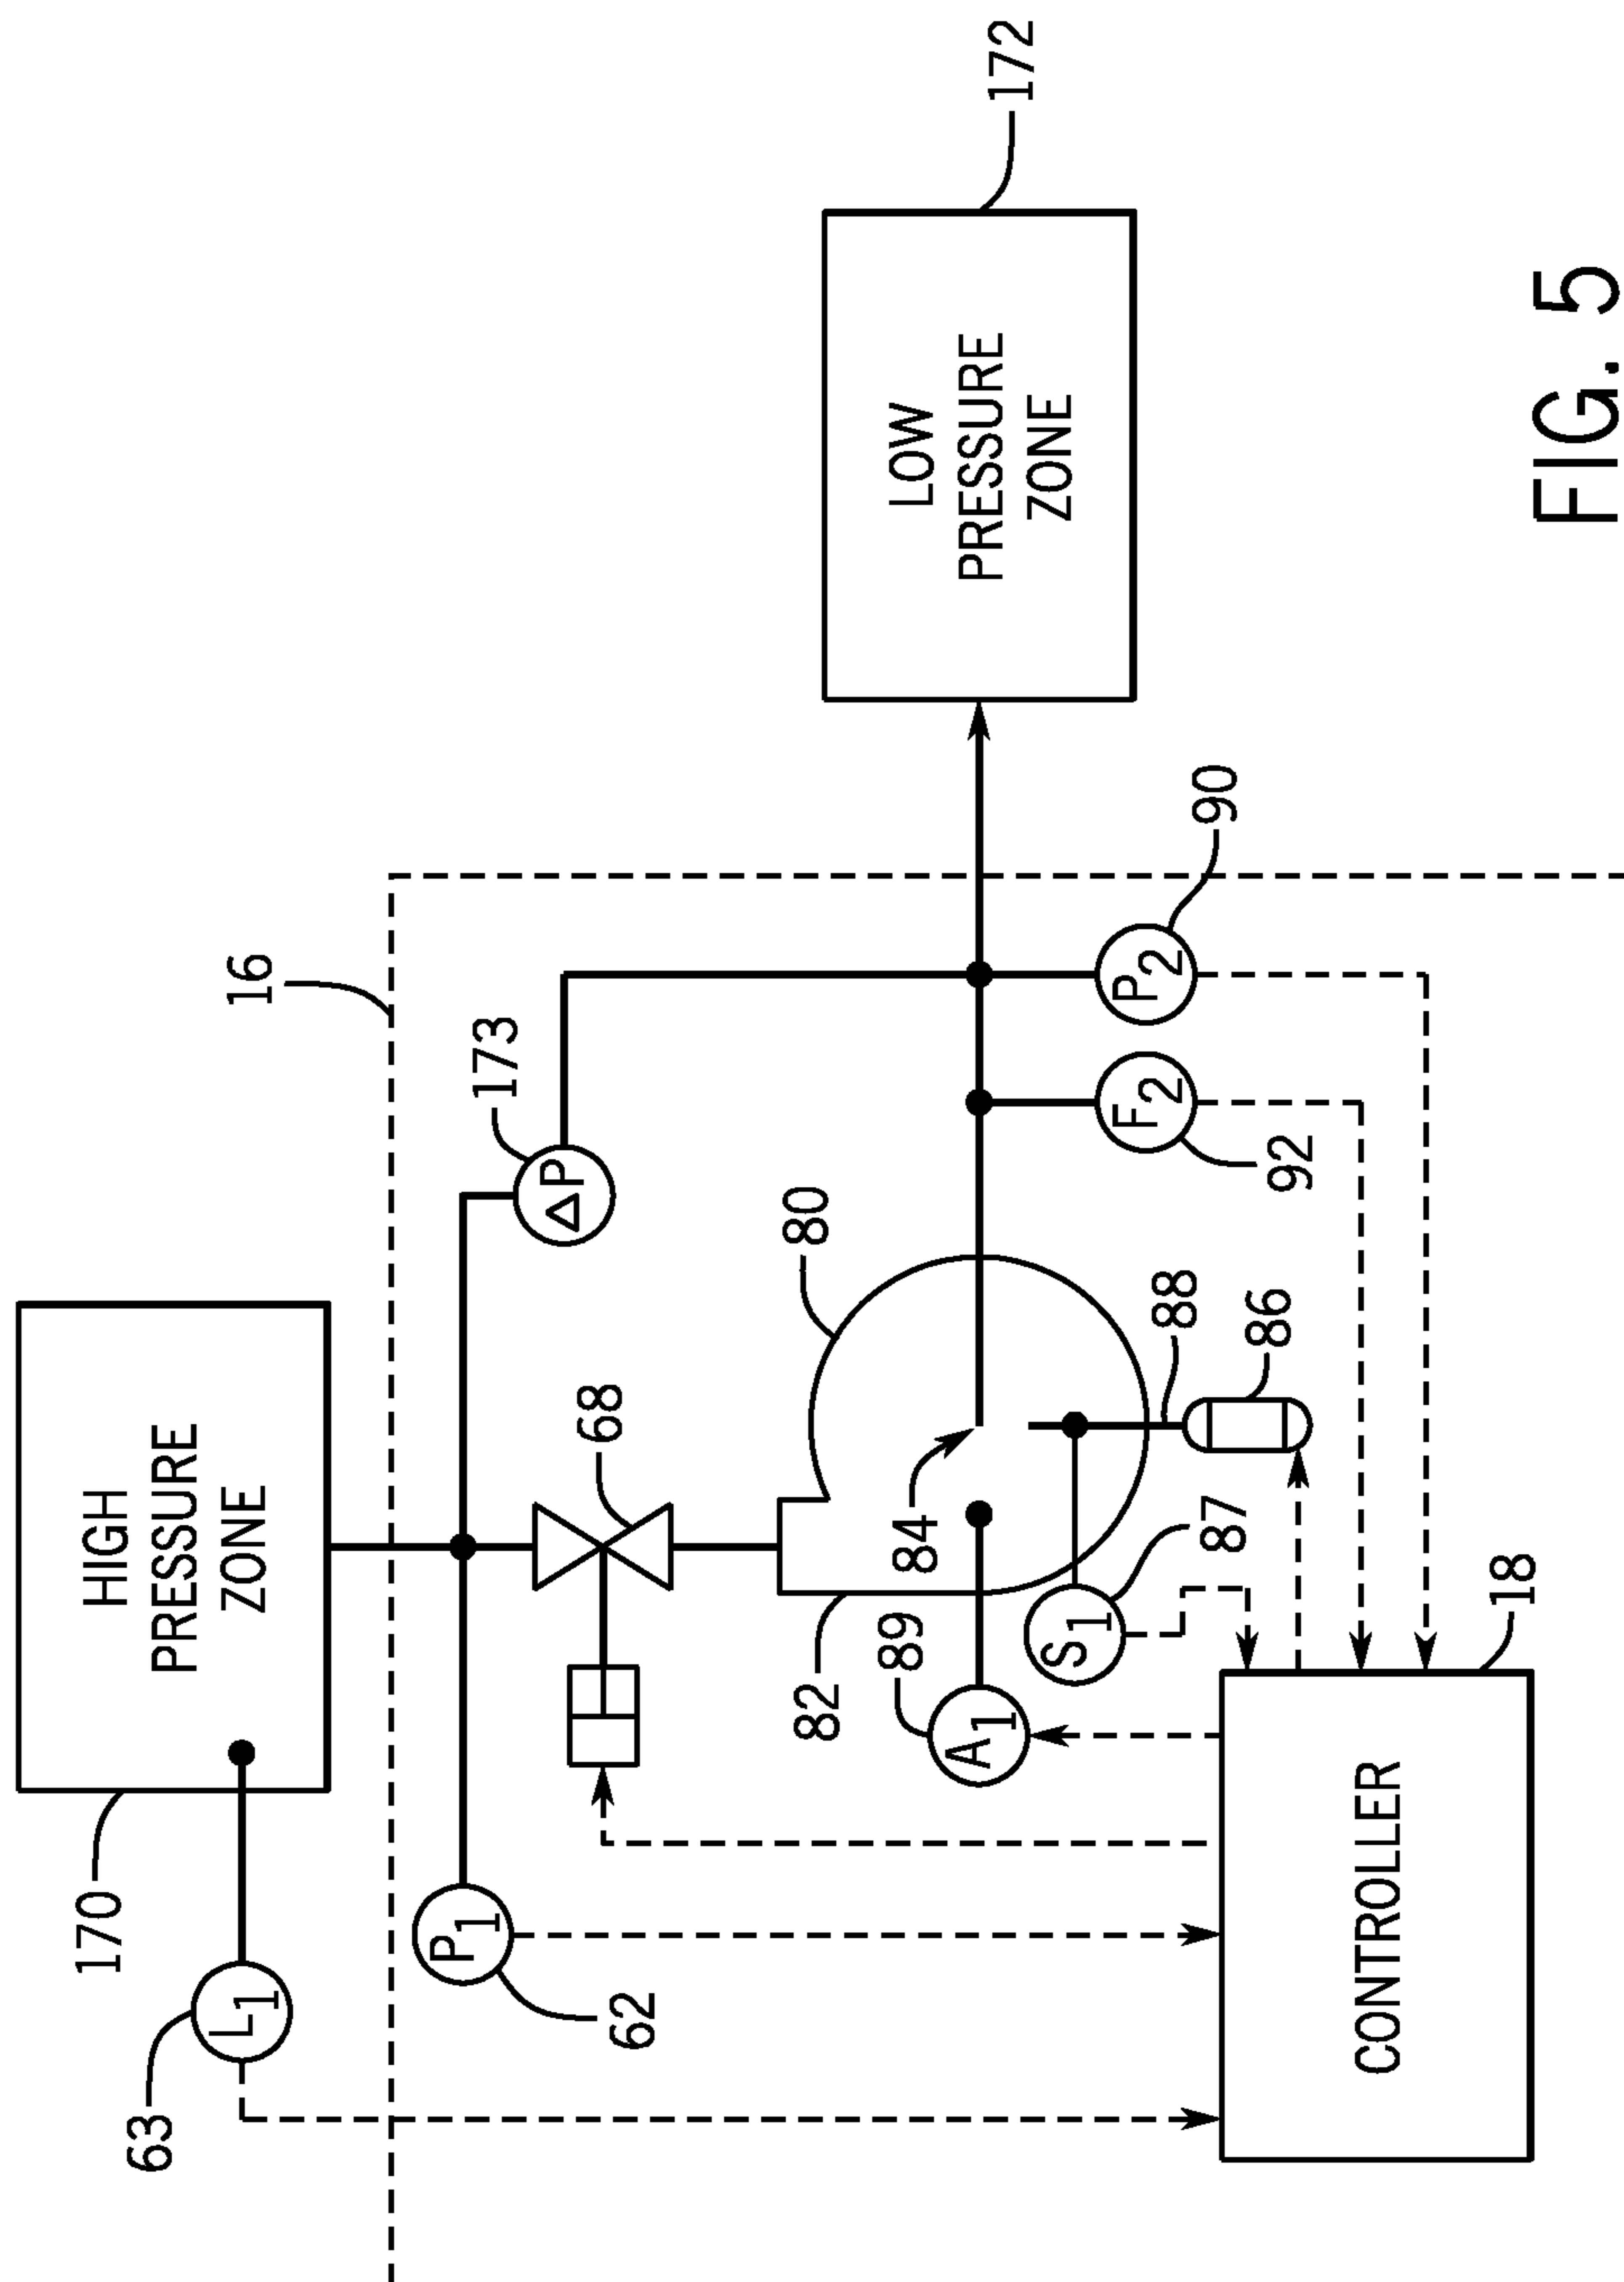 170
HIGH
PRESSURE
ZONE
63
L1
16
62
P1
173
ΔP
68
172
LOW
PRESSURE
ZONE
80
82
84
89
A1
S1
87
88
86
92
F2
P2
90
18
CONTROLLER
FIG. 5